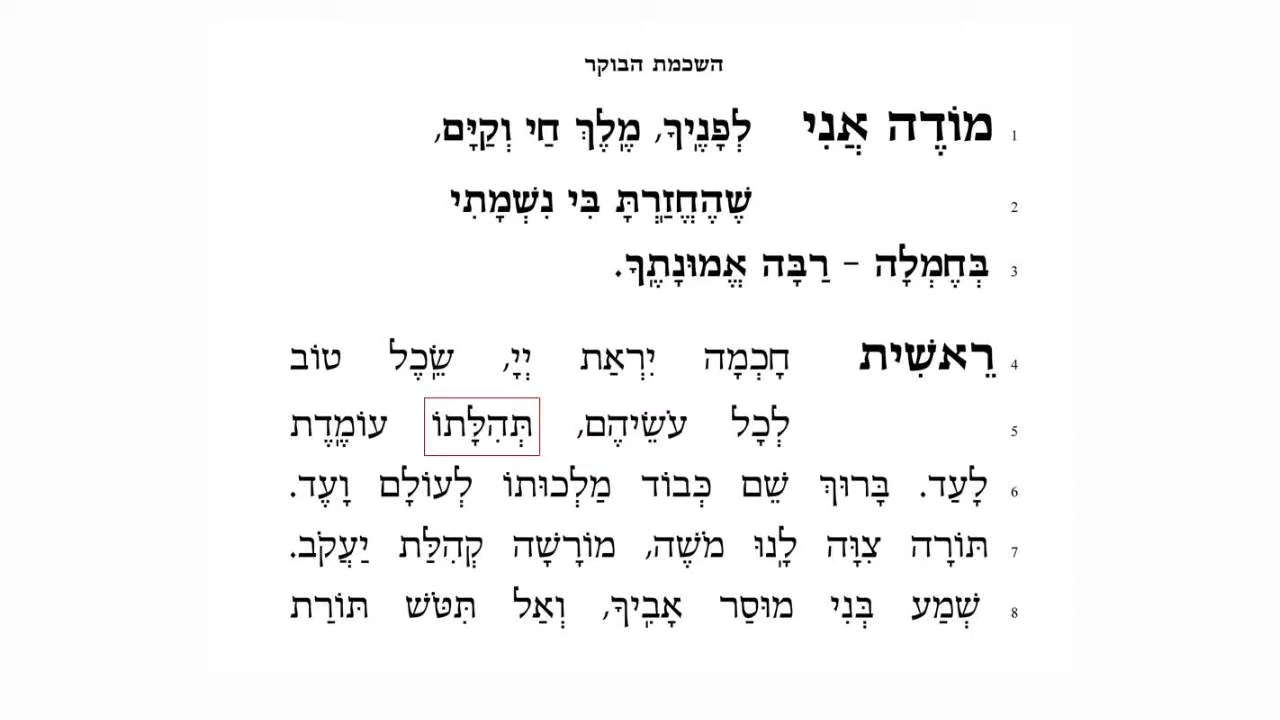 השכמת הבוקר
1 מוֹדֶה אֲנִי לְפָנֶֽיךָ, מֶֽלֶךְ חַי וְקַיָּם,
2 שֶׁהֶחֱזַֽרְתָּ בִּי נִשְׁמָתִי
3 בְּחֶמְלָה – רַבָּה אֱמוּנָתֶֽךָ.
4 רֵאשִׁית חָכְמָה יִרְאַת יְיָ, שֵֽׂכֶל טוֹב
5 לְכָל עֹשֵׂיהֶם, תְּהִלָּתוֹ עוֹמֶֽדֶת
6 לָעַד. בָּרוּךְ שֵׁם כְּבוֹד מַלְכוּתוֹ לְעוֹלָם וָעֶד.
7 תּוֹרָה צִוָּה לָֽנוּ מֹשֶׁה, מוֹרָשָׁה קְהִלַּת יַעֲקֹב.
8 שְׁמַע בְּנִי מוּסַר אָבִֽיךָ, וְאַל תִּטֹּשׁ תּוֹרַת